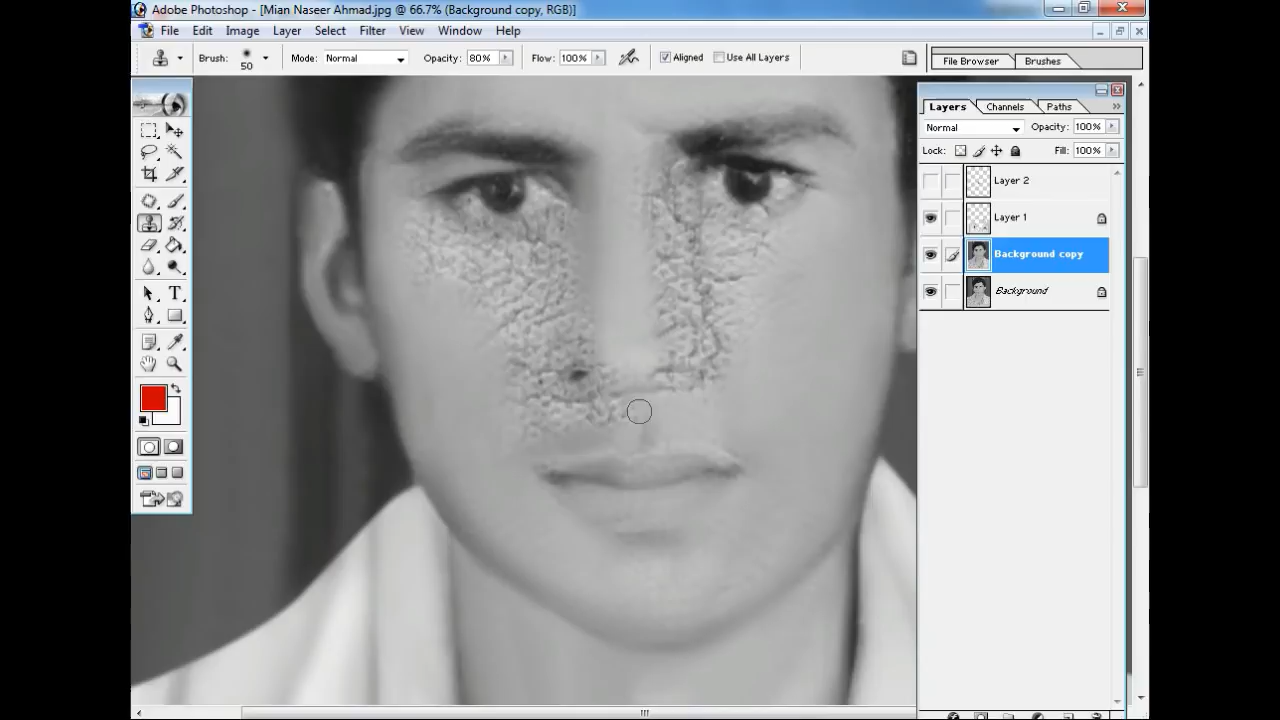 Adobe Photoshop - [Mian Naseer Ahmad.jpg @ 66.7% (Background copy, RGB)]
File Edit Image Layer Select Filter View Window Help
Brush: 50 Mode: Normal Opacity: 80% Flow: 100% Aligned Use All Layers File Browser Brushes
Layers Channels Paths
Normal Opacity: 100%
Lock: Fill: 100%
Layer 2
Layer 1
Background copy
Background